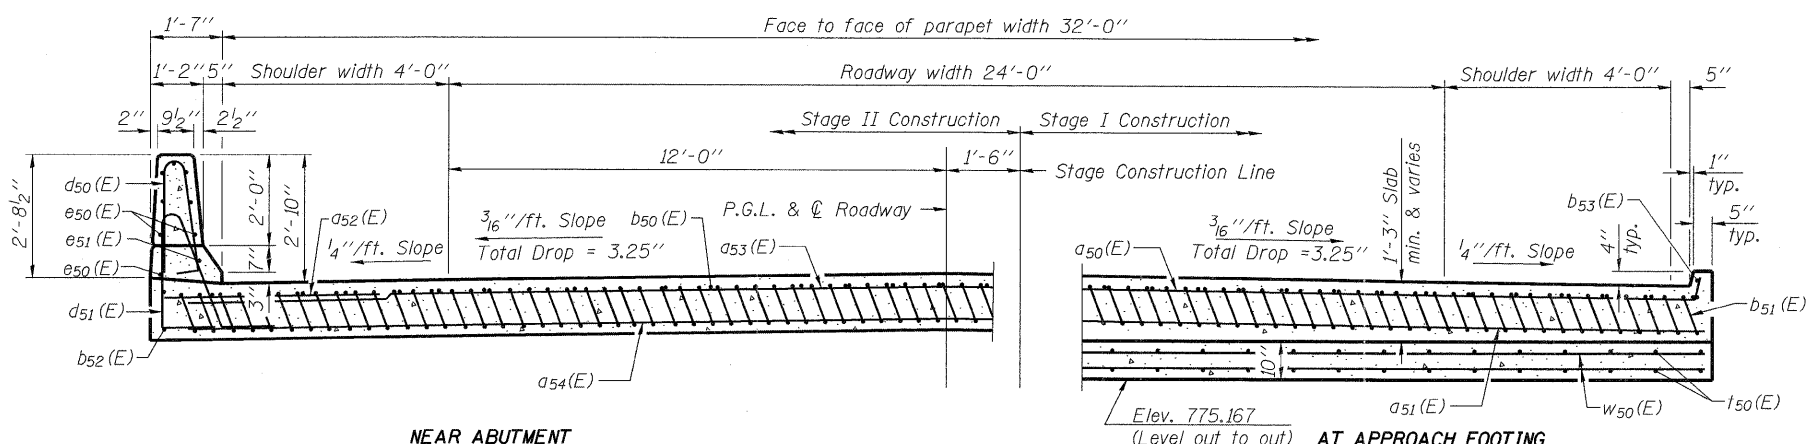 1'-7"
Face to face of parapet width 32'-0"
1'-2" 5" Shoulder width 4'-0" Roadway width 24'-0" Shoulder width 4'-0" 5"
2" 9½" 2½" Stage II Construction Stage I Construction
12'-0" 1'-6" Stage Construction Line
1"
typ.
2'-8½"
d50(E)
e50(E)
e51(E)
e50(E)
d51(E)
b52(E)
2'-0"
7"
2'-10"
3"
a52(E)
¼"/ft. Slope
3/16"/ft. Slope
Total Drop = 3.25"
b50(E)
a53(E)
P.G.L. & ℄ Roadway
a54(E)
a50(E)
3/16"/ft. Slope
Total Drop =3.25"
1'-3" Slab
min. & varies
¼"/ft. Slope
4"
typ.
b53(E)
5"
typ.
b51(E)
10"
Elev. 775.167
(Level out to out)
a51(E)
w50(E)
t50(E)
NEAR ABUTMENT
AT APPROACH FOOTING